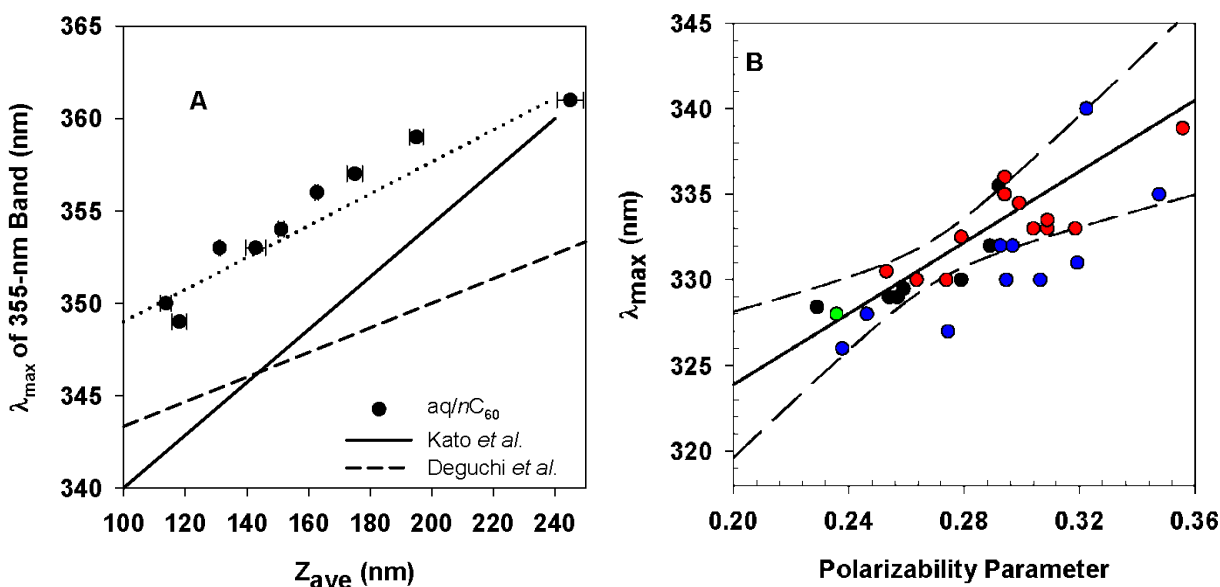 365
360
355
350
345
340
100
120
140
160
180
200
220
240
A
λmax of 355-nm Band (nm)
Zave (nm)
aq/nC60
Kato et al.
Deguchi et al.
345
340
335
330
325
320
0.20
0.24
0.28
0.32
0.36
B
λmax (nm)
Polarizability Parameter